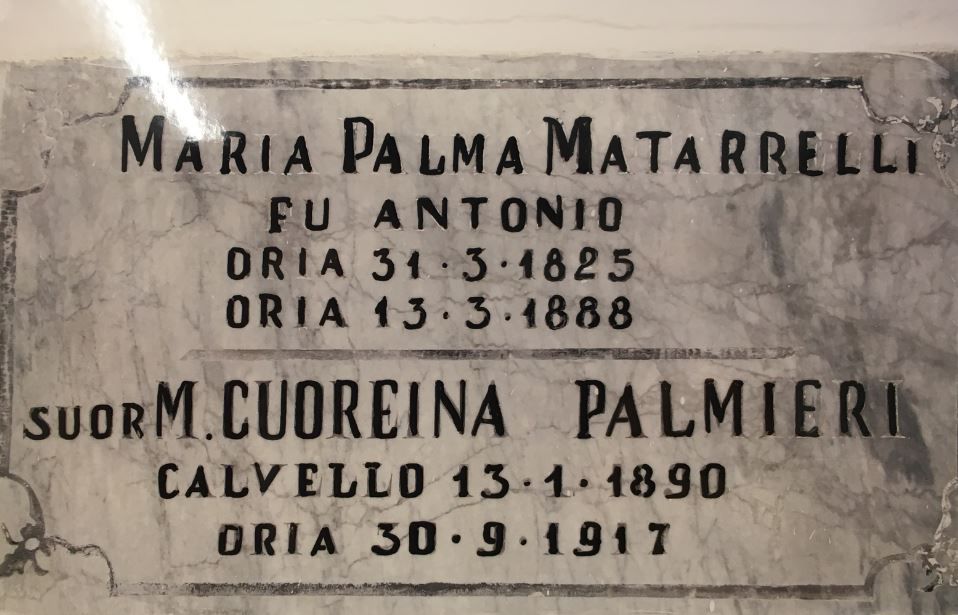 MARIA PALMA MATARRELLI
FU ANTONIO
ORIA 31·3·1825
ORIA 13·3·1888
SUOR M. CUOREINA PALMIERI
CALVELLO 13·1·1890
ORIA 30·9·1917